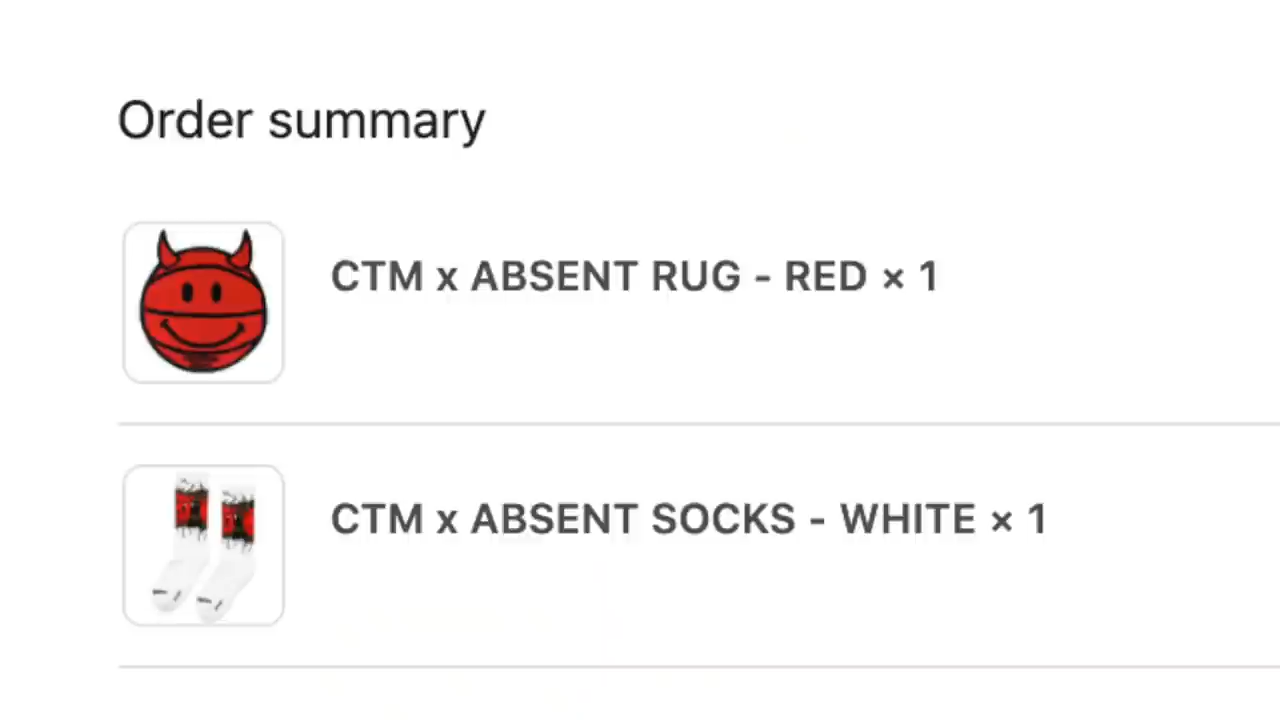 Order summary
CTM x ABSENT RUG - RED × 1
CTM x ABSENT SOCKS - WHITE × 1